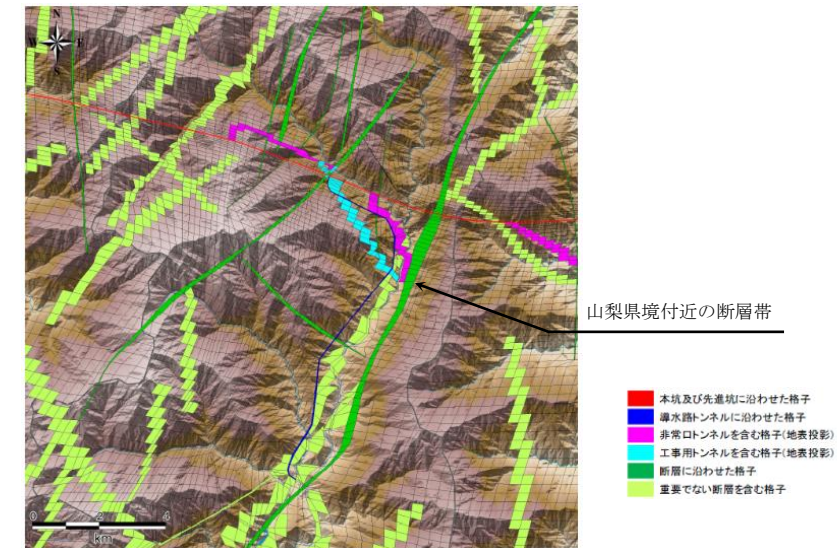 N
W
E
S
山梨県境付近の断層帯
本坑及び先進坑に沿わせた格子
導水路トンネルに沿わせた格子
非常口トンネルを含む格子(地表投影)
工事用トンネルを含む格子(地表投影)
断層に沿わせた格子
重要でない断層を含む格子
0 2 4
km